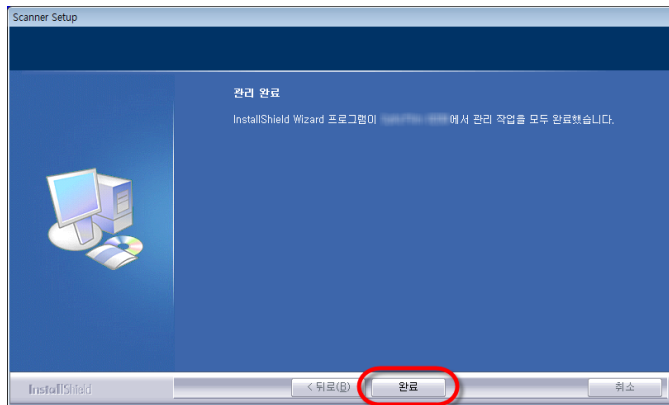 Scanner Setup
관리 완료
InstallShield Wizard 프로그램이 에서 관리 작업을 모두 완료했습니다.
InstallShield
< 뒤로(B)
완료
취소